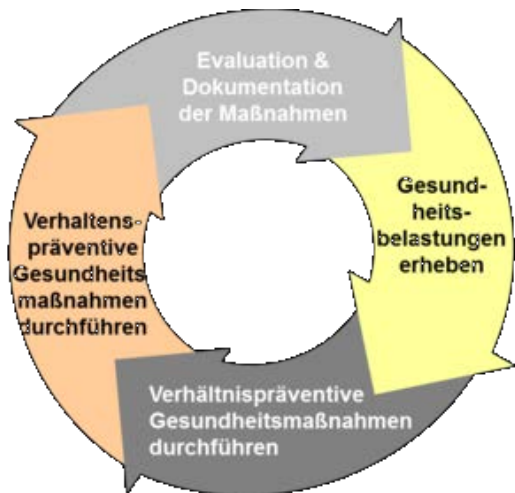 Evaluation &
Dokumentation
der Maßnahmen
Gesund-
heits-
belastungen
erheben
Verhältnispräventive
Gesundheitsmaßnahmen
durchführen
Verhaltens-
präventive
Gesundheits
maßnahmen
durchführen